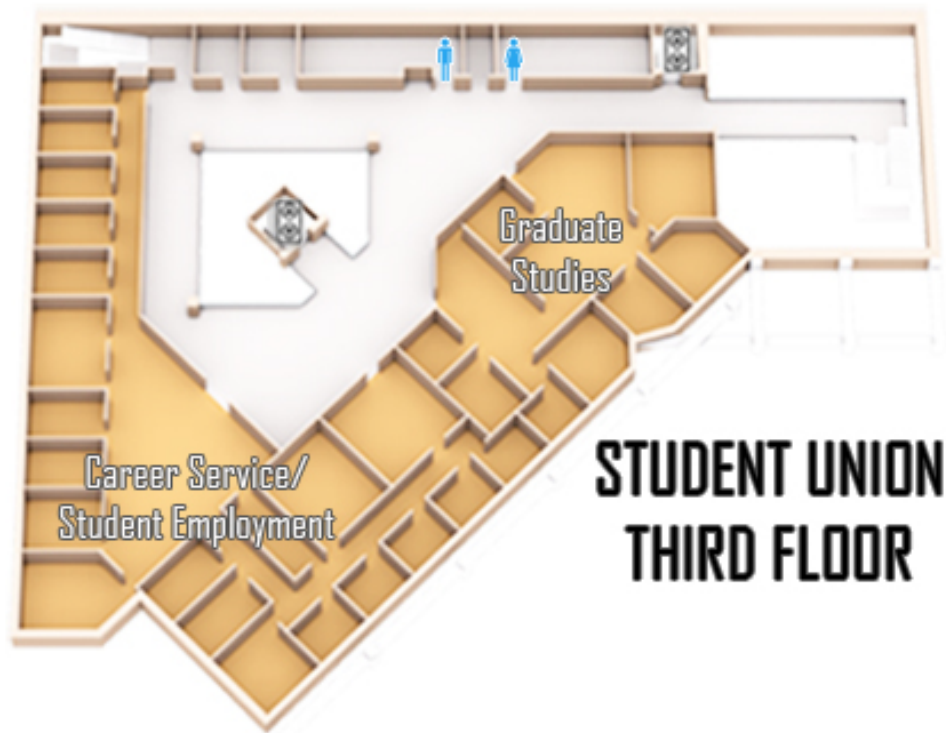 Graduate
Studies
Career Service/
Student Employment
STUDENT UNION
THIRD FLOOR